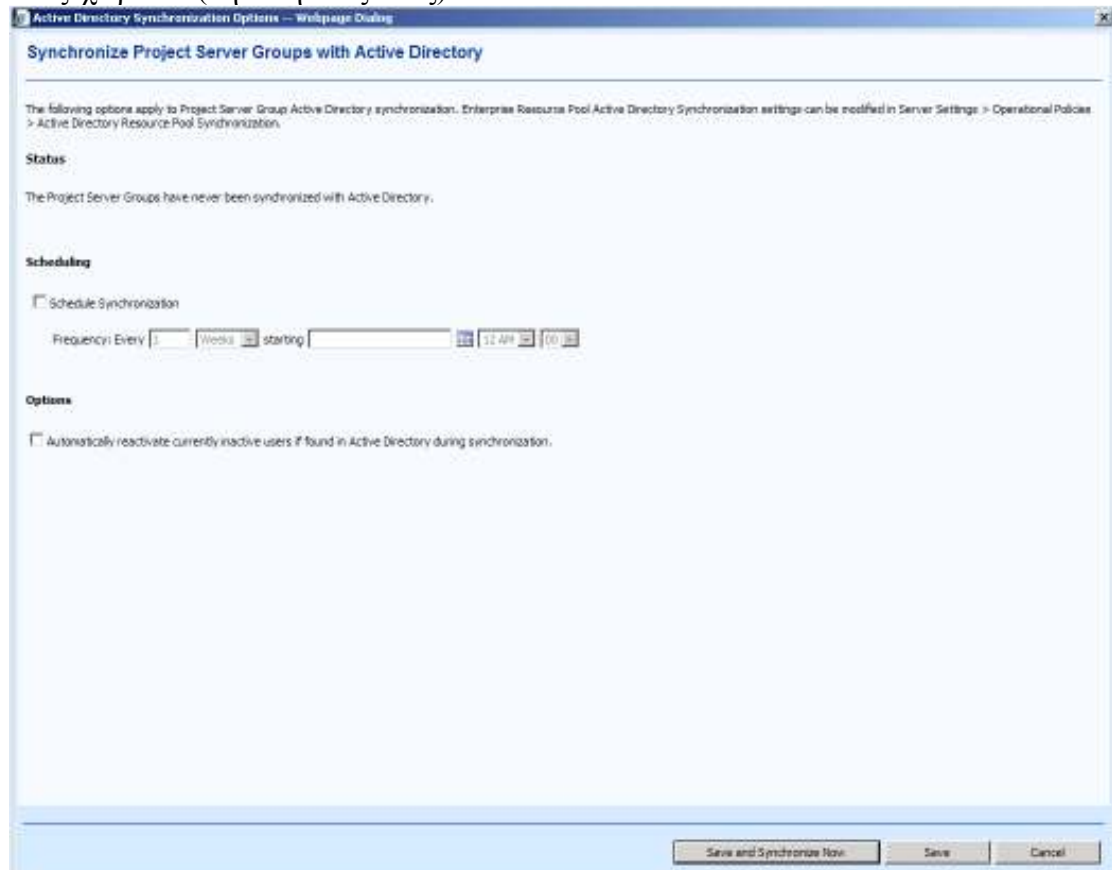 Active Directory Synchronization Options -- Webpage Dialog
Synchronize Project Server Groups with Active Directory
The following options apply to Project Server Group Active Directory synchronization. Enterprise Resource Pool Active Directory Synchronization settings can be modified in Server Settings > Operational Policies
> Active Directory Resource Pool Synchronization.
Status
The Project Server Groups have never been synchronized with Active Directory.
Scheduling
Schedule Synchronization
Frequency: Every 1 Weeks starting 12 AM 00
Options
Automatically reactivate currently inactive users if found in Active Directory during synchronization.
Save and Synchronize Now Save Cancel